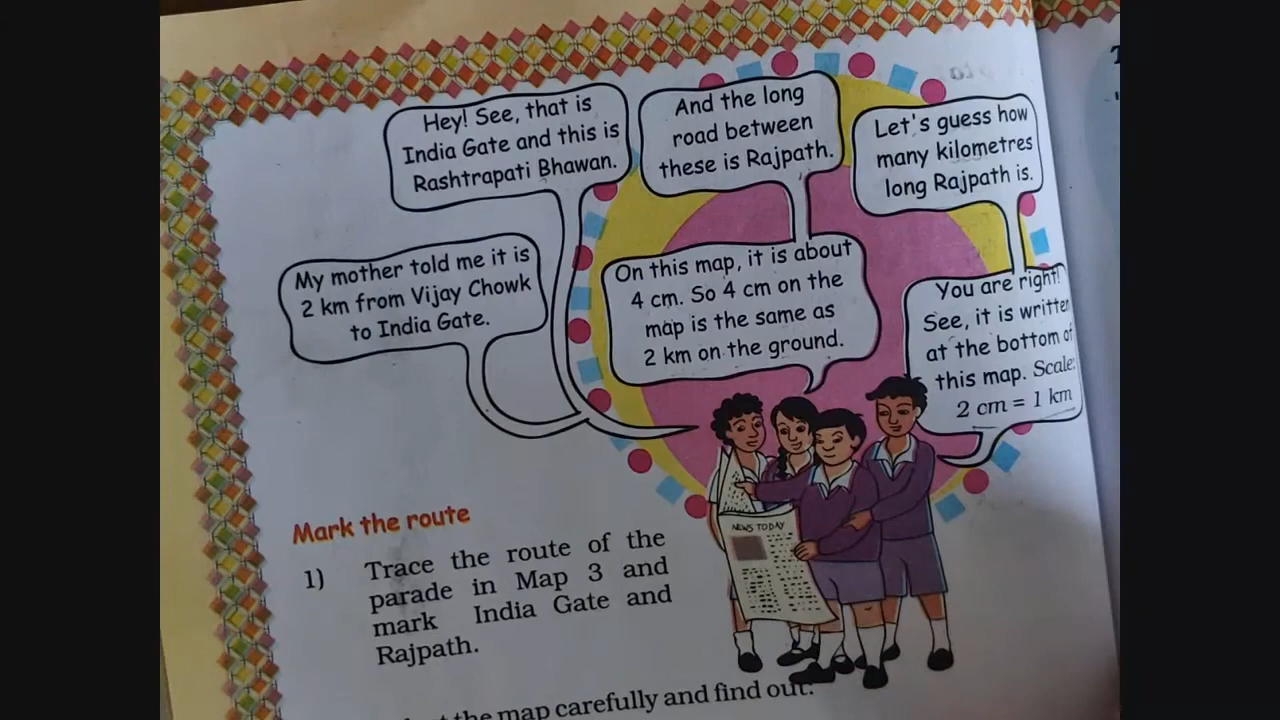 Hey! See, that is
India Gate and this is
Rashtrapati Bhawan.
And the long
road between
these is Rajpath.
Let's guess how
many kilometres
long Rajpath is.
My mother told me it is
2 km from Vijay Chowk
to India Gate.
On this map, it is about
4 cm. So 4 cm on the
map is the same as
2 km on the ground.
You are right!
See, it is written
at the bottom of
this map. Scale:
2 cm = 1 km
NEWS TODAY
Mark the route
1) Trace the route of the
parade in Map 3 and
mark India Gate and
Rajpath.
the map carefully and find out: